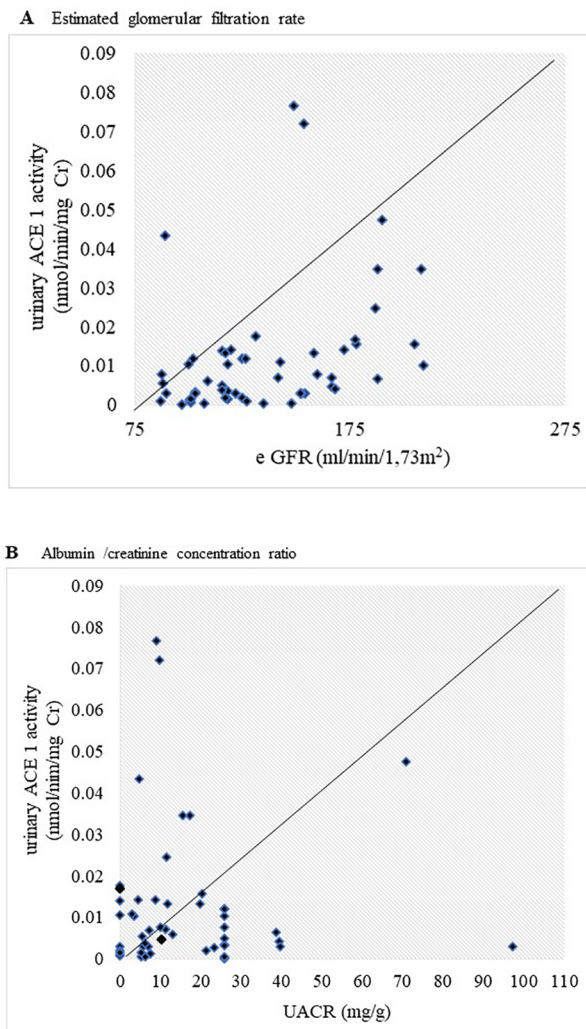 A Estimated glomerular filtration rate
0.09
0.08
0.07
0.06
0.05
0.04
0.03
0.02
0.01
0
urinary ACE 1 activity
(nmol/min/mg Cr)
75 175 275
e GFR (ml/min/1,73m²)
B Albumin /creatinine concentration ratio
0.09
0.08
0.07
0.06
0.05
0.04
0.03
0.02
0.01
0
urinary ACE 1 activity
(nmol/nim/mg Cr)
0 10 20 30 40 50 60 70 80 90 100 110
UACR (mg/g)